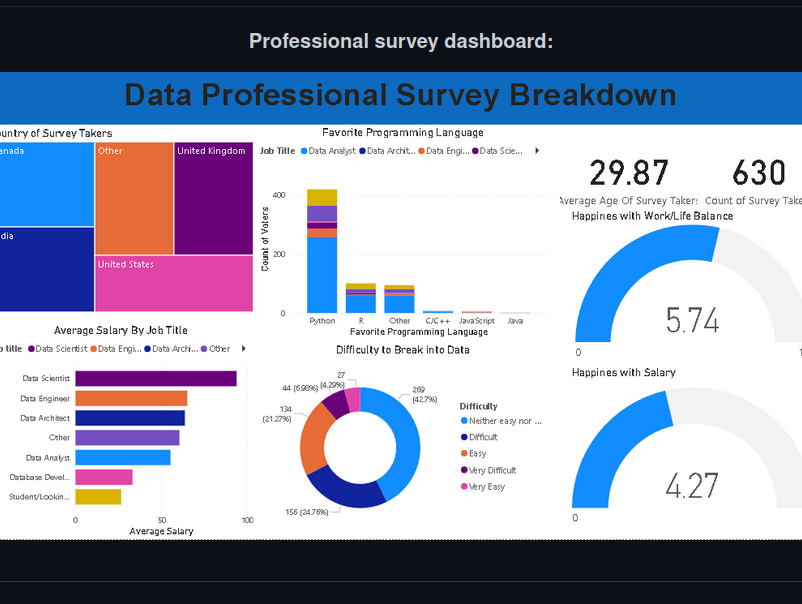 Professional survey dashboard:
Data Professional Survey Breakdown
ountry of Survey Takers
anada
Other
United Kingdom
dia
United States
Favorite Programming Language
Job Title Data Analyst Data Archit... Data Engi... Data Scie...
Count of Voters
400
200
0
Python R Other C/C++ JavaScript Java
Favorite Programming Language
29.87
Average Age Of Survey Takers
630
Count of Survey Take
Happines with Work/Life Balance
5.74
0
1
Average Salary By Job Title
b title Data Scientist Data Engi... Data Archi... Other
Data Scientist
Data Engineer
Data Architect
Other
Data Analyst
Database Devel...
Student/Lookin...
0 50 100
Average Salary
Difficulty to Break into Data
27
(4.29%)
44 (6.98%)
134
(21.27%)
269
(42.7%)
156 (24.76%)
Difficulty
Neither easy nor ...
Difficult
Easy
Very Difficult
Very Easy
Happines with Salary
4.27
0